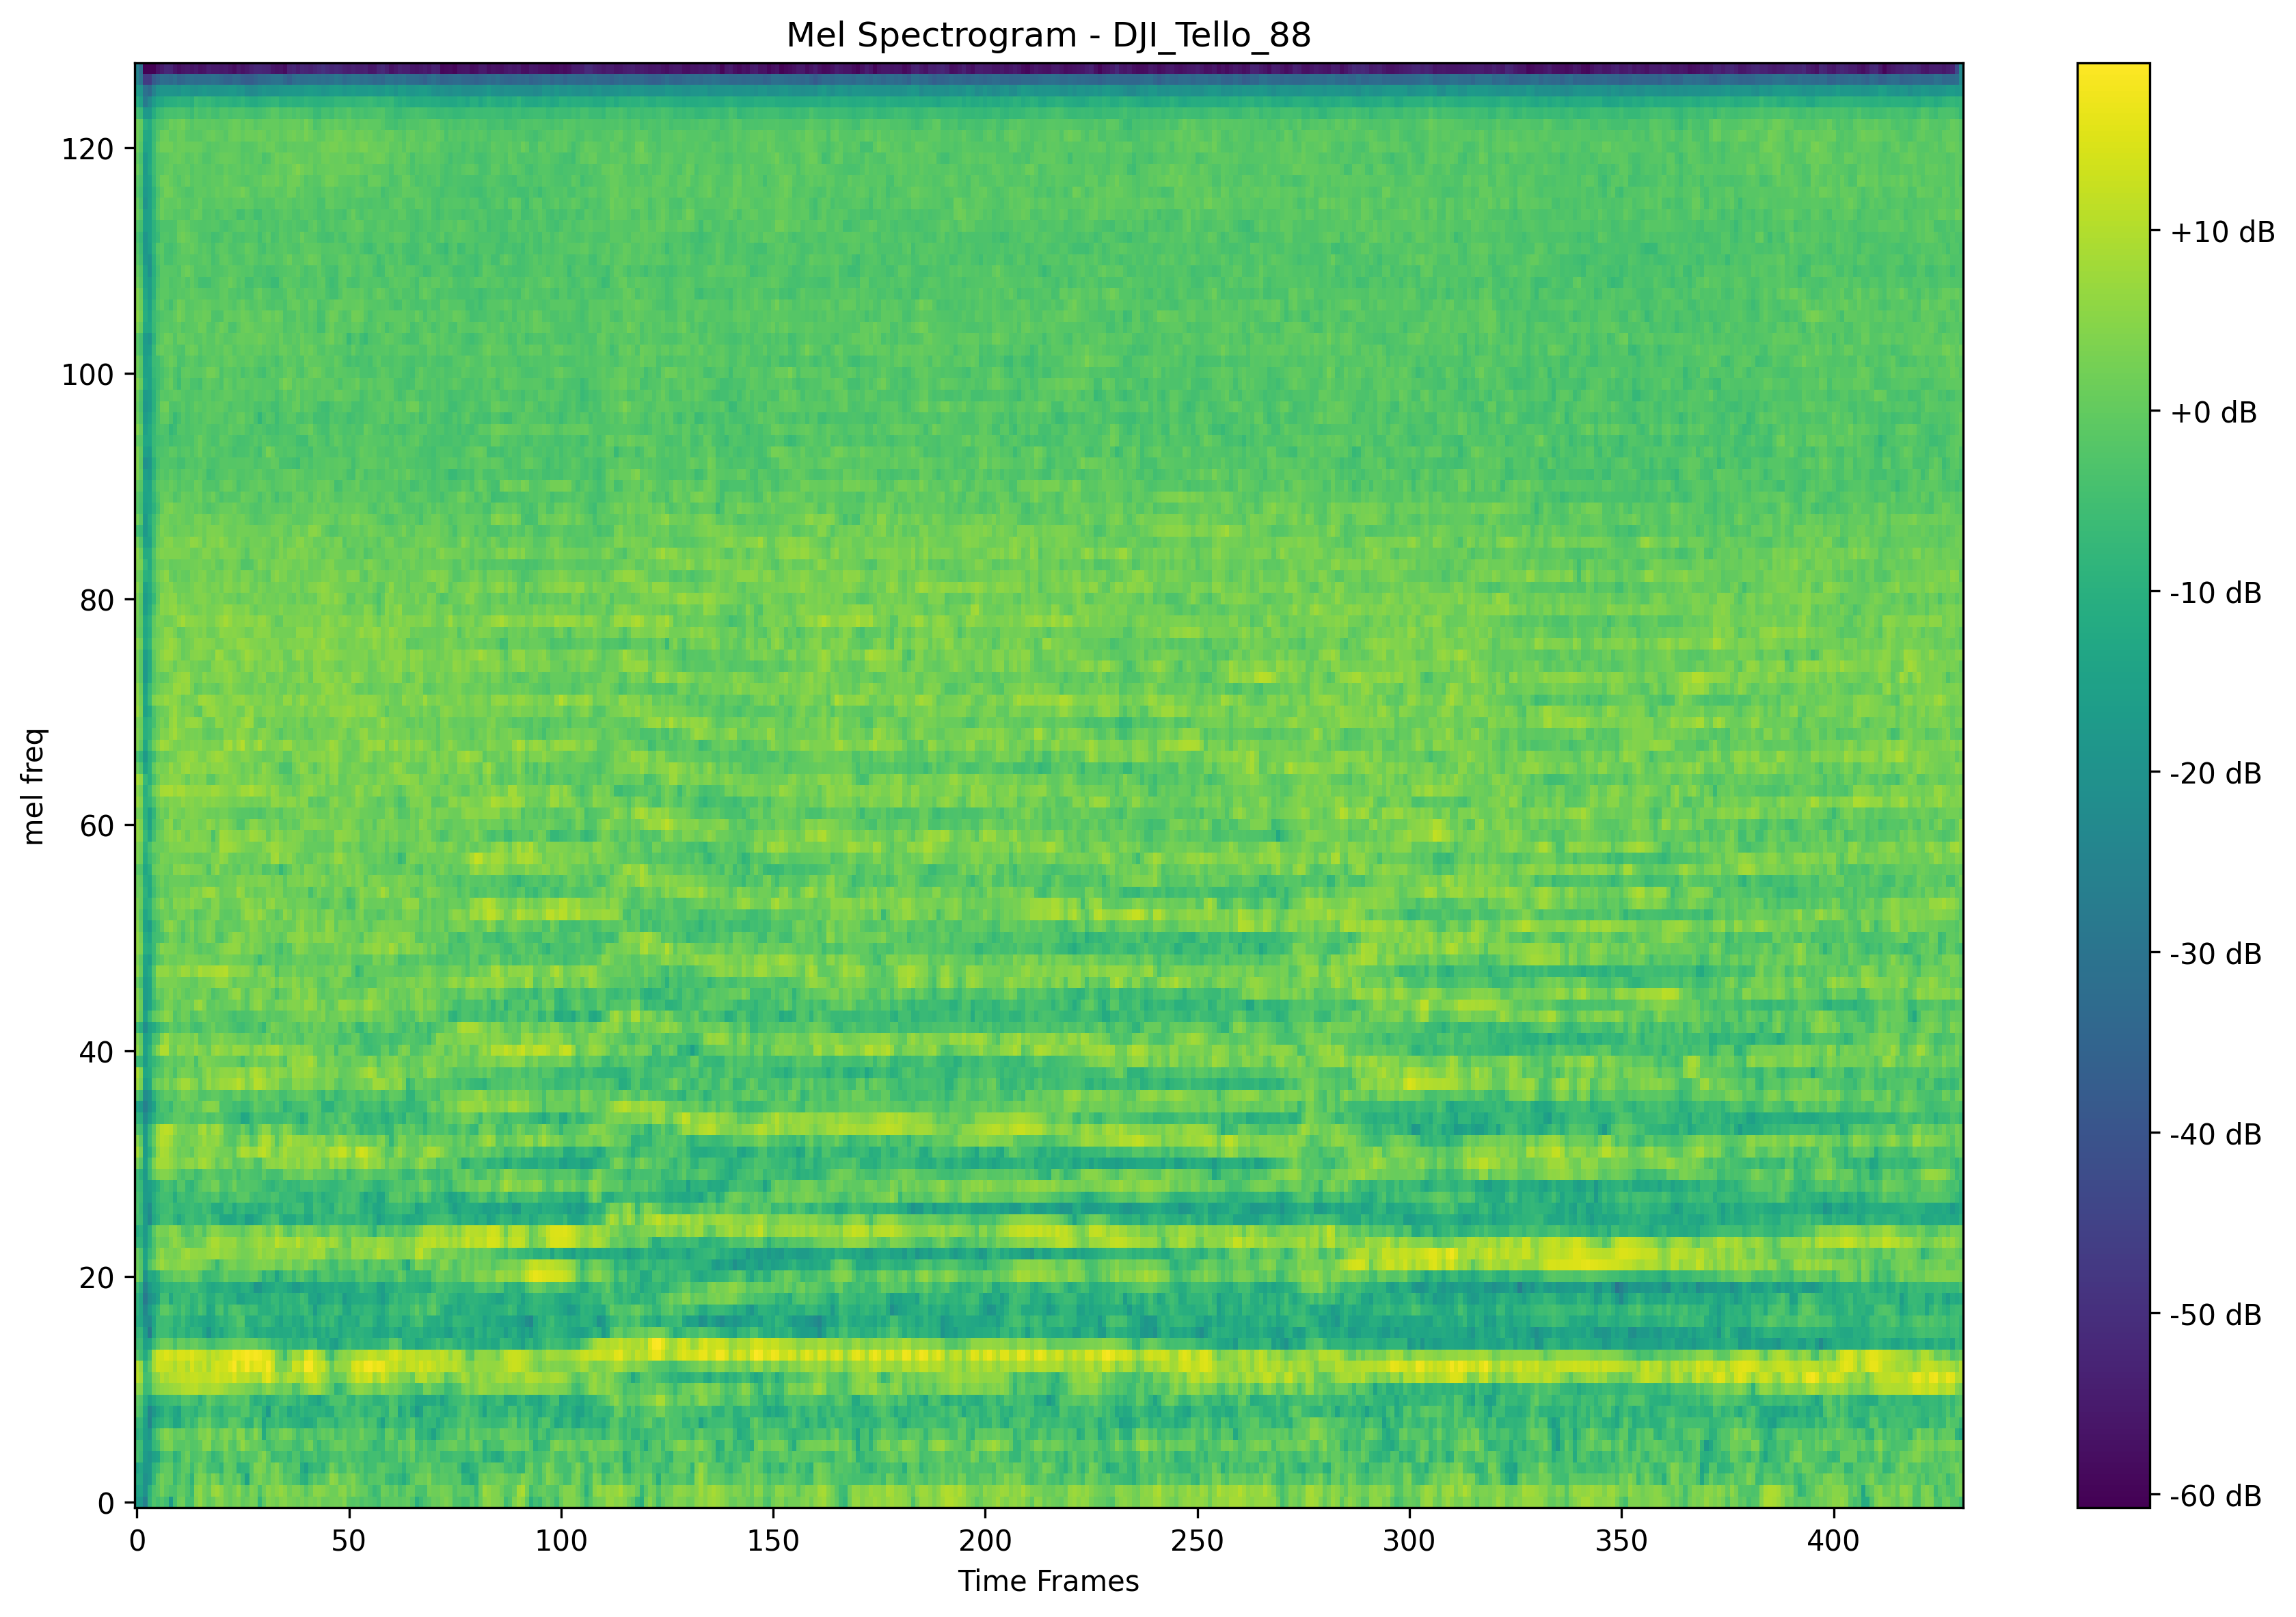 Mel Spectrogram - DJI_Tello_88
120
100
80
60
40
20
0
mel freq
0 50 100 150 200 250 300 350 400
Time Frames
+10 dB
+0 dB
-10 dB
-20 dB
-30 dB
-40 dB
-50 dB
-60 dB